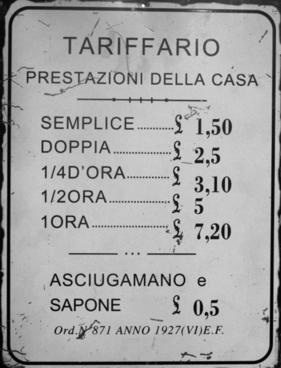 TARIFFARIO
PRESTAZIONI DELLA CASA
SEMPLICE............£ 1,50
DOPPIA............£ 2,5
1/4D'ORA............£ 3,10
1/2ORA............£ 5
1ORA............£ 7,20
ASCIUGAMANO e
SAPONE £ 0,5
Ord.N°871 ANNO 1927(VI)E.F.